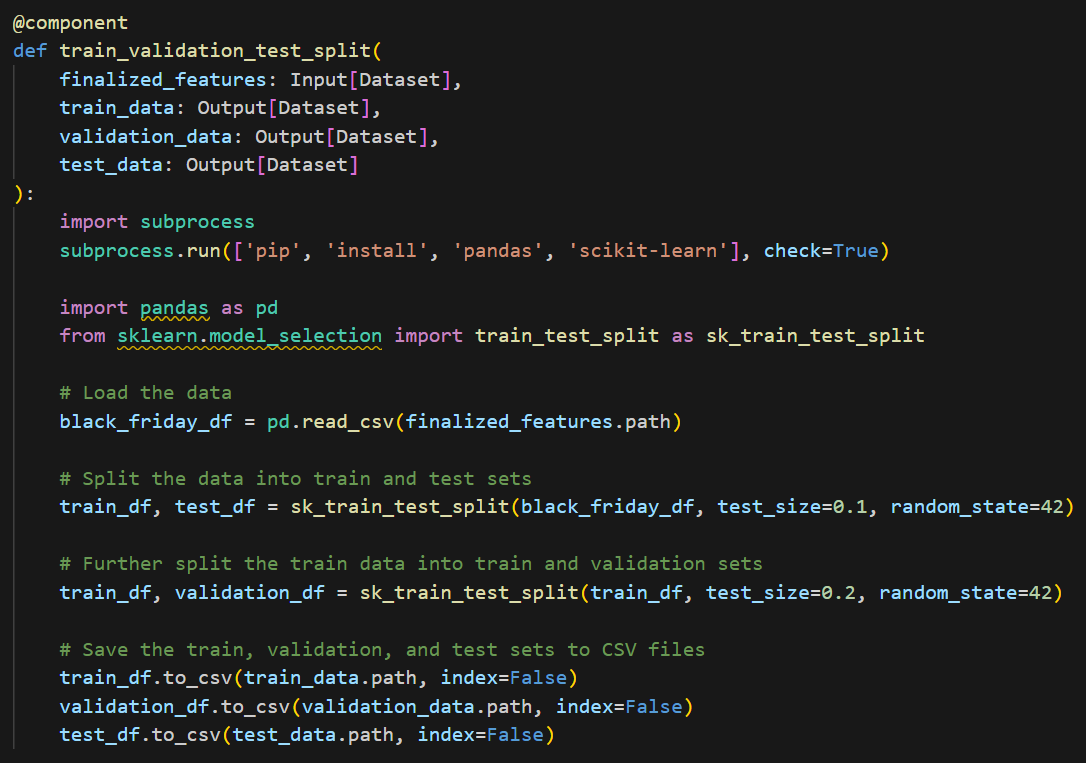 @component
def train_validation_test_split(
    finalized_features: Input[Dataset],
    train_data: Output[Dataset],
    validation_data: Output[Dataset],
    test_data: Output[Dataset]
):
    import subprocess
    subprocess.run(['pip', 'install', 'pandas', 'scikit-learn'], check=True)

    import pandas as pd
    from sklearn.model_selection import train_test_split as sk_train_test_split

    # Load the data
    black_friday_df = pd.read_csv(finalized_features.path)

    # Split the data into train and test sets
    train_df, test_df = sk_train_test_split(black_friday_df, test_size=0.1, random_state=42)

    # Further split the train data into train and validation sets
    train_df, validation_df = sk_train_test_split(train_df, test_size=0.2, random_state=42)

    # Save the train, validation, and test sets to CSV files
    train_df.to_csv(train_data.path, index=False)
    validation_df.to_csv(validation_data.path, index=False)
    test_df.to_csv(test_data.path, index=False)